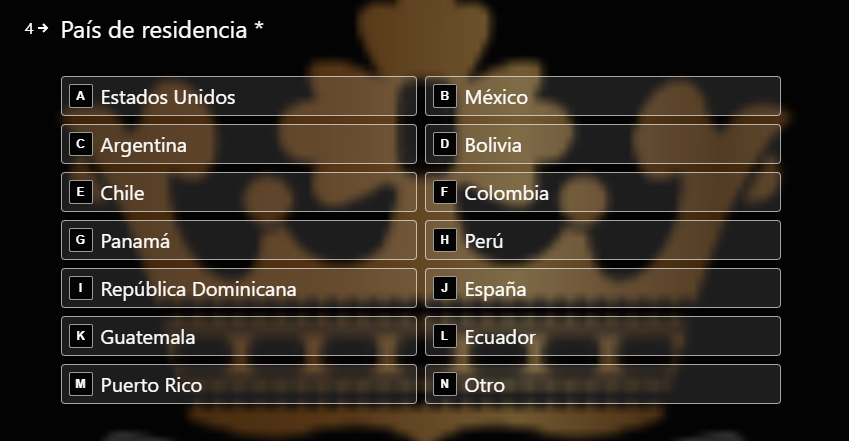 4→ País de residencia *
A Estados Unidos
B México
C Argentina
D Bolivia
E Chile
F Colombia
G Panamá
H Perú
I República Dominicana
J España
K Guatemala
L Ecuador
M Puerto Rico
N Otro